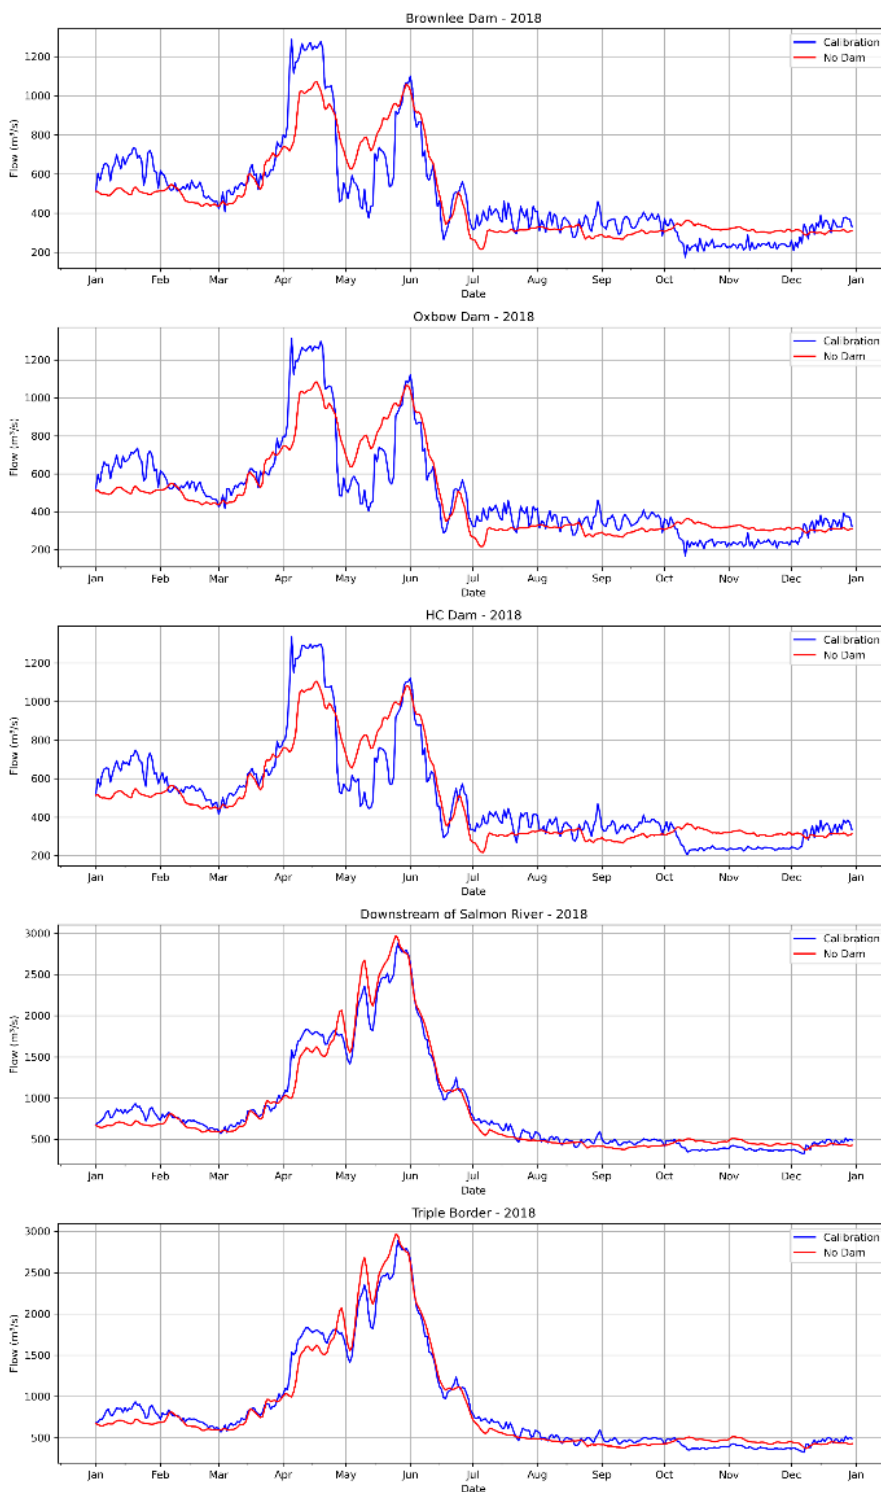 Brownlee Dam - 2018
Calibration
No Dam
1200
1000
800
600
400
200
Flow (m³/s)
Jan Feb Mar Apr May Jun Jul Aug Sep Oct Nov Dec Jan
Date
Oxbow Dam - 2018
Calibration
No Dam
1200
1000
800
600
400
200
Flow (m³/s)
Jan Feb Mar Apr May Jun Jul Aug Sep Oct Nov Dec Jan
Date
HC Dam - 2018
Calibration
No Dam
1200
1000
800
600
400
200
Flow (m³/s)
Jan Feb Mar Apr May Jun Jul Aug Sep Oct Nov Dec Jan
Date
Downstream of Salmon River - 2018
Calibration
No Dam
3000
2500
2000
1500
1000
500
Flow (m³/s)
Jan Feb Mar Apr May Jun Jul Aug Sep Oct Nov Dec Jan
Date
Triple Border - 2018
Calibration
No Dam
3000
2500
2000
1500
1000
500
Flow (m³/s)
Jan Feb Mar Apr May Jun Jul Aug Sep Oct Nov Dec Jan
Date